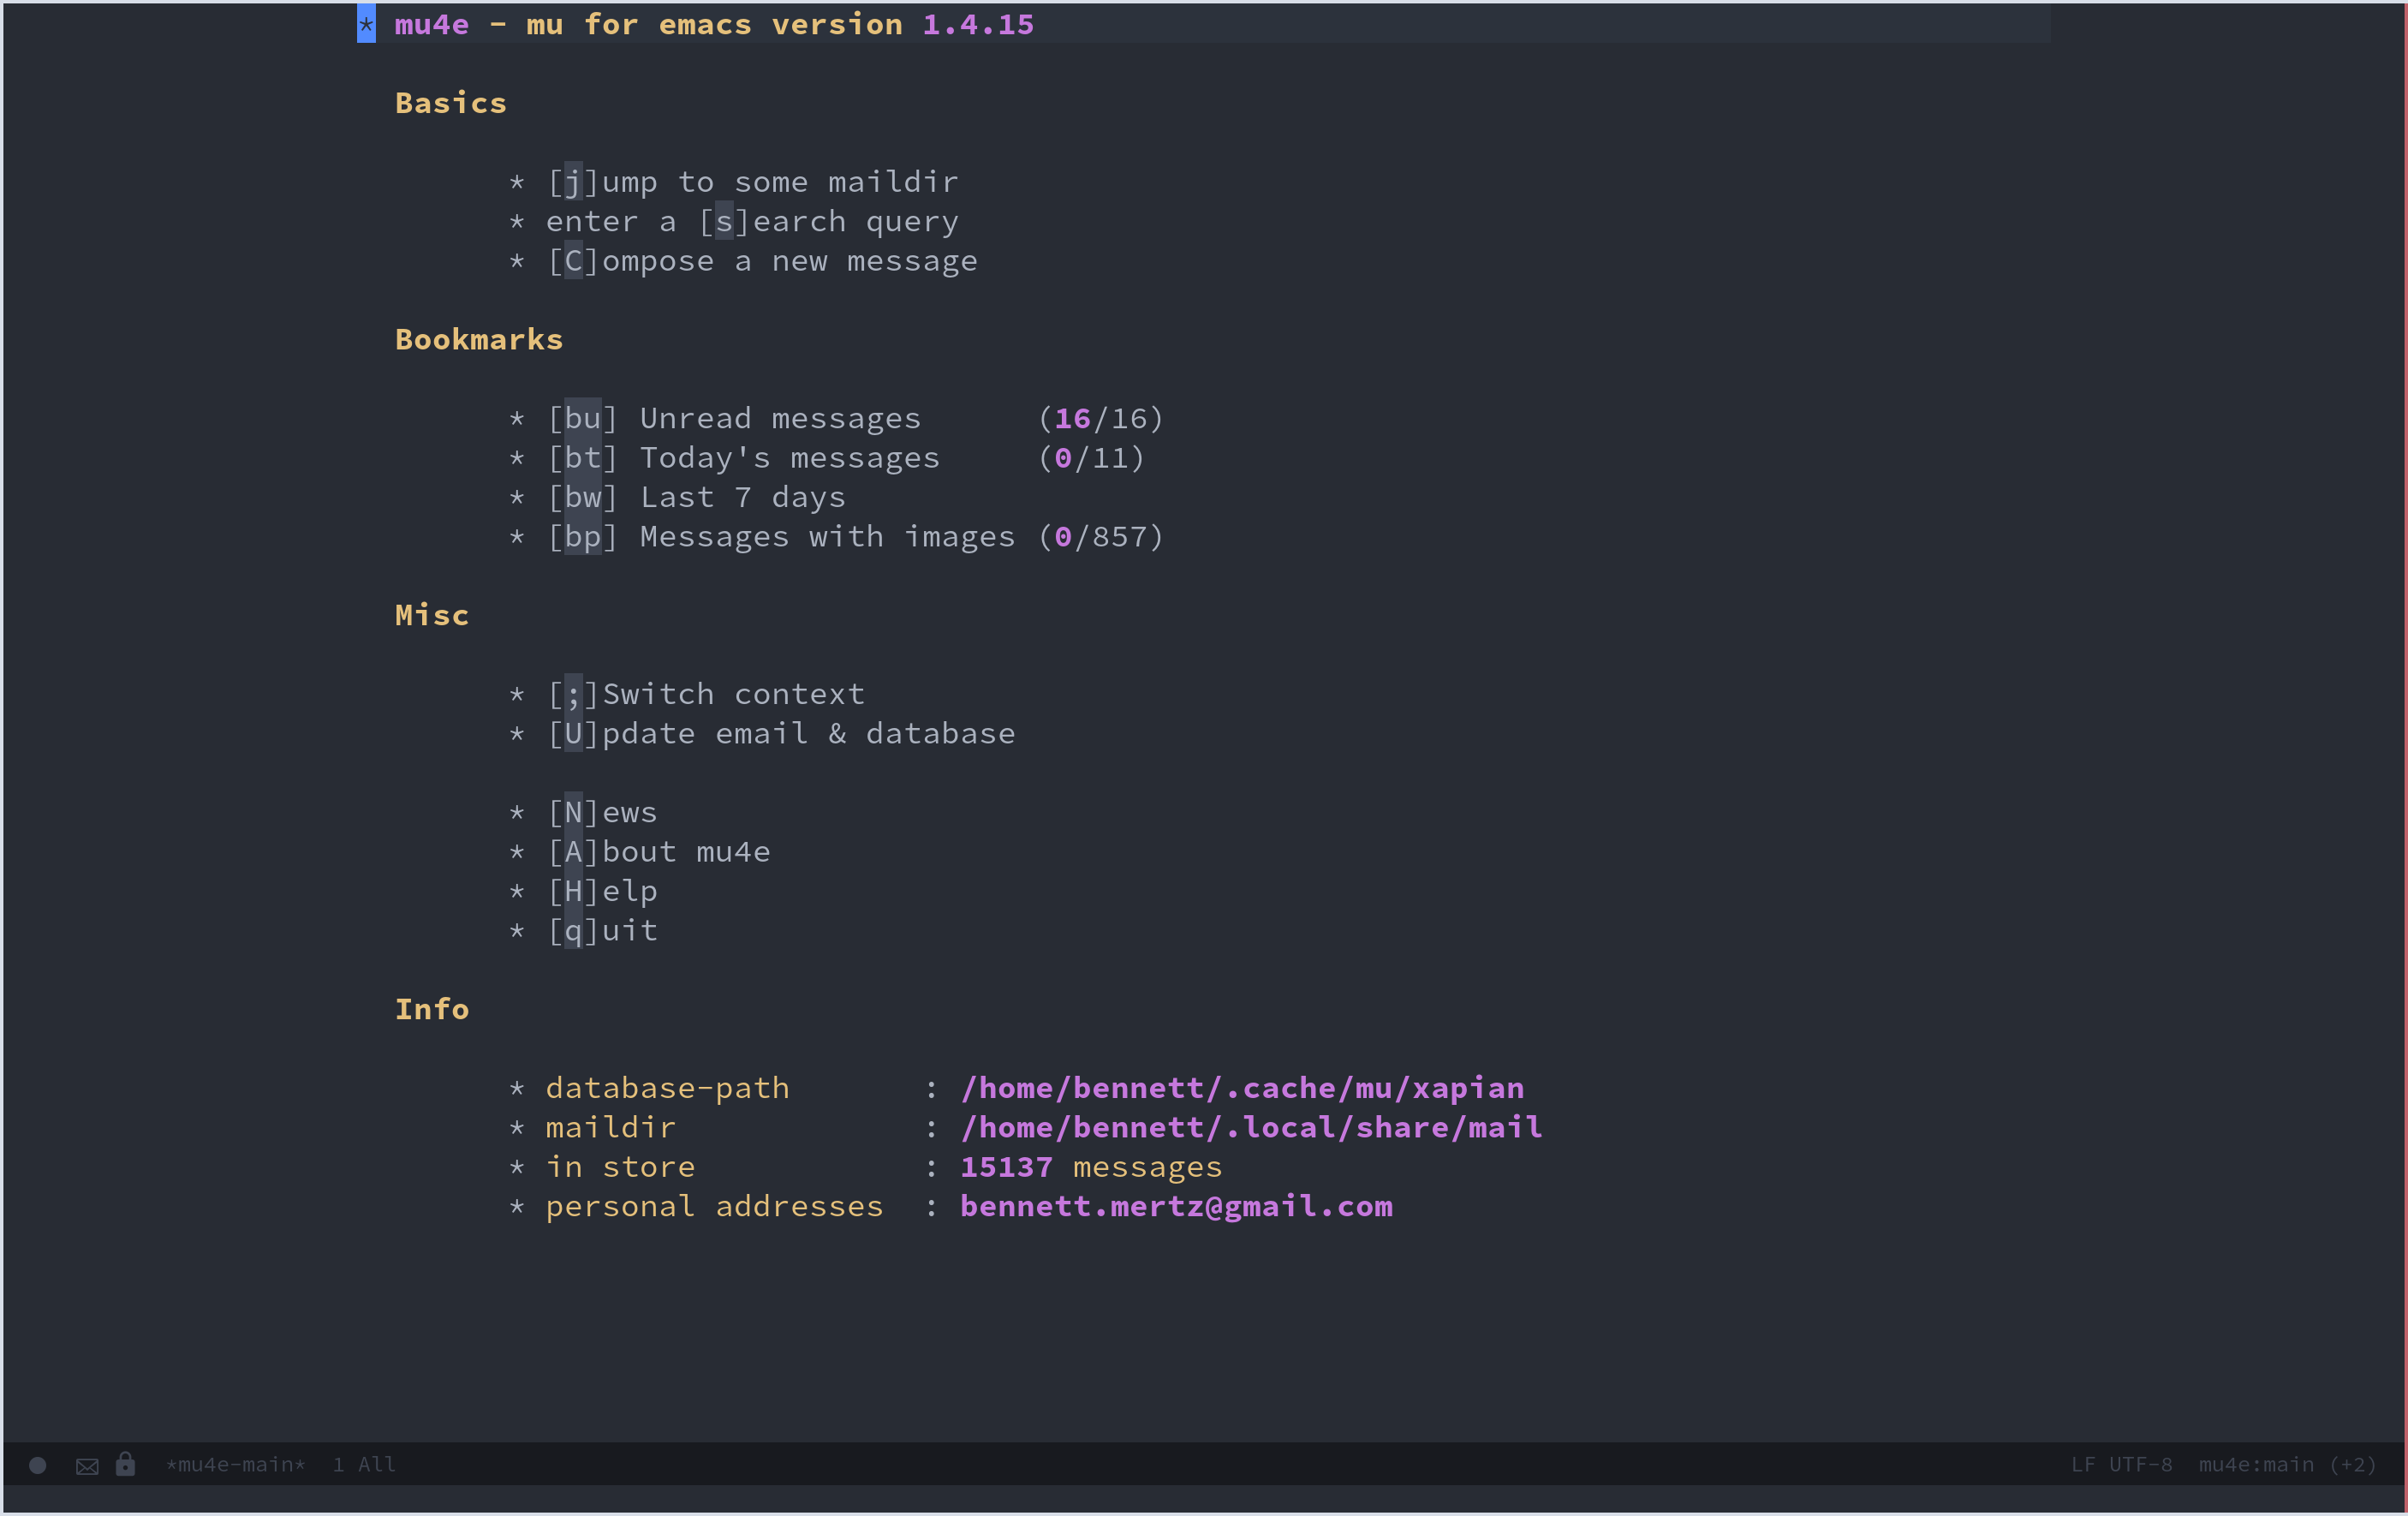 * mu4e - mu for emacs version 1.4.15
Basics
* [j]ump to some maildir
* enter a [s]earch query
* [C]ompose a new message
Bookmarks
* [bu] Unread messages (16/16)
* [bt] Today's messages (0/11)
* [bw] Last 7 days
* [bp] Messages with images (0/857)
Misc
* [;]Switch context
* [U]pdate email & database
* [N]ews
* [A]bout mu4e
* [H]elp
* [q]uit
Info
* database-path : /home/bennett/.cache/mu/xapian
* maildir : /home/bennett/.local/share/mail
* in store : 15137 messages
* personal addresses : bennett.mertz@gmail.com
*mu4e-main* 1 All LF UTF-8 mu4e:main (+2)